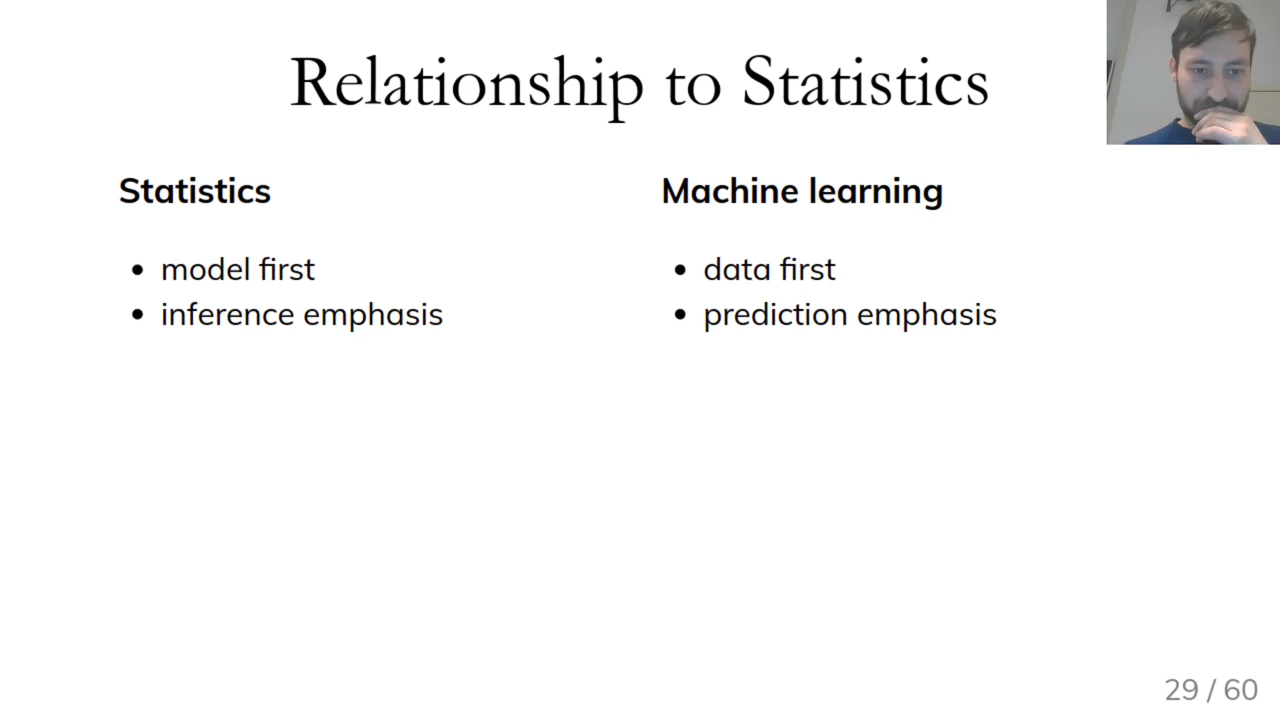 Relationship to Statistics
Statistics
• model first
• inference emphasis
Machine learning
• data first
• prediction emphasis
29 / 60